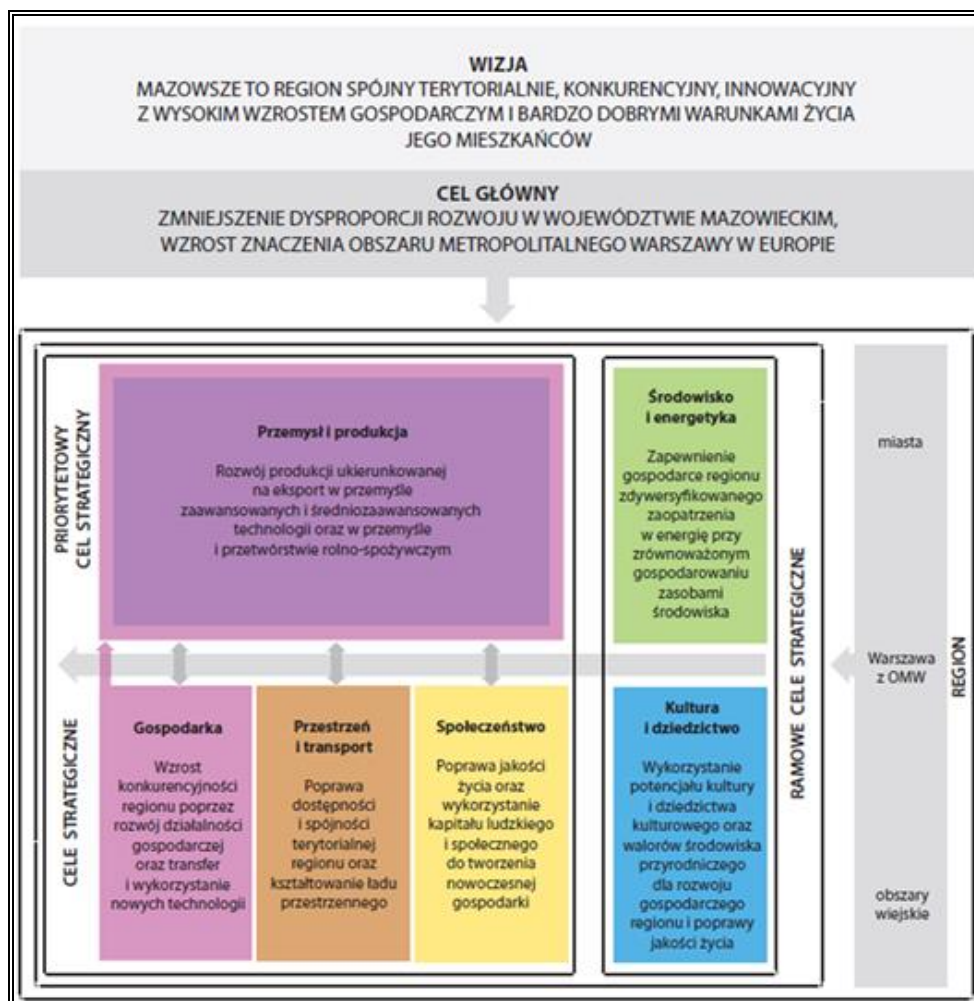 WIZJA
MAZOWSZE TO REGION SPÓJNY TERYTORIALNIE, KONKURENCYJNY, INNOWACYJNY
Z WYSOKIM WZROSTEM GOSPODARCZYM I BARDZO DOBRYMI WARUNKAMI ŻYCIA
JEGO MIESZKAŃCÓW
CEL GŁÓWNY
ZMNIEJSZENIE DYSPROPORCJI ROZWOJU W WOJEWÓDZTWIE MAZOWIECKIM,
WZROST ZNACZENIA OBSZARU METROPOLITALNEGO WARSZAWY W EUROPIE
PRIORYTETOWY
CEL STRATEGICZNY
Przemysł i produkcja
Rozwój produkcji ukierunkowanej
na eksport w przemyśle
zaawansowanych i średniozaawansowanych
technologii oraz w przemyśle
i przetwórstwie rolno-spożywczym
Środowisko
i energetyka
Zapewnienie
gospodarce regionu
zdywersyfikowanego
zaopatrzenia
w energię przy
zrównoważonym
gospodarowaniu
zasobami
środowiska
CELE STRATEGICZNE
Gospodarka
Wzrost
konkurencyjności
regionu poprzez
rozwój działalności
gospodarczej
oraz transfer
i wykorzystanie
nowych technologii
Przestrzeń
i transport
Poprawa
dostępności
i spójności
terytorialnej
regionu oraz
kształtowanie ładu
przestrzennego
Społeczeństwo
Poprawa jakości
życia oraz
wykorzystanie
kapitału ludzkiego
i społecznego
do tworzenia
nowoczesnej
gospodarki
Kultura
i dziedzictwo
Wykorzystanie
potencjału kultury
i dziedzictwa
kulturowego oraz
walorów środowiska
przyrodniczego
dla rozwoju
gospodarczego
regionu i poprawy
jakości życia
RAMOWE CELE STRATEGICZNE
miasta
Warszawa
z OMW
obszary
wiejskie
REGION